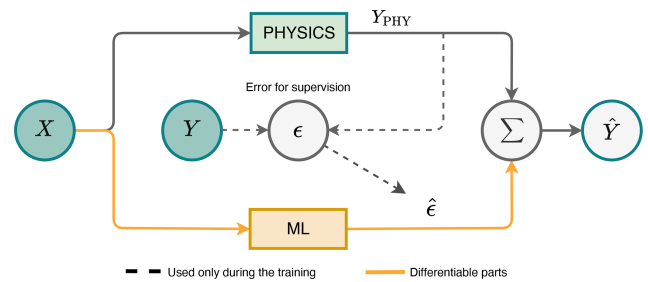 PHYSICS
Y_PHY
Error for supervision
X
Y
ϵ
∑
Ŷ
ϵ̂
ML
Used only during the training
Differentiable parts